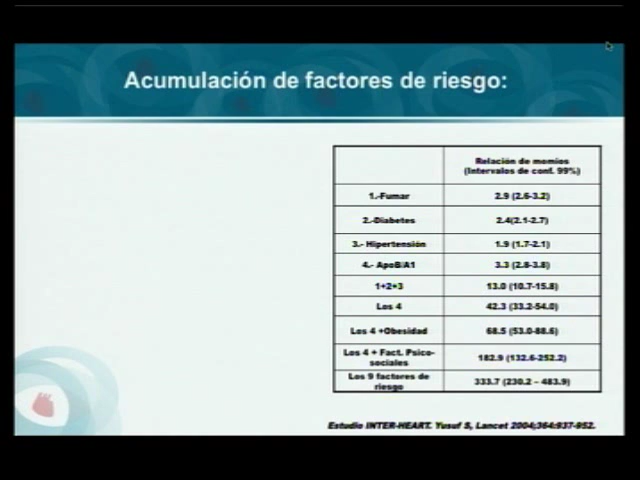 Acumulación de factores de riesgo:
Relación de momios
(Intervalos de conf. 99%)
1.-Fumar 2.9 (2.6-3.2)
2.-Diabetes 2.4(2.1-2.7)
3.- Hipertensión 1.9 (1.7-2.1)
4.- ApoB/A1 3.3 (2.8-3.8)
1+2+3 13.0 (10.7-15.8)
Los 4 42.3 (33.2-54.0)
Los 4 +Obesidad 68.5 (53.0-88.6)
Los 4 + Fact. Psico-
sociales 182.9 (132.6-252.2)
Los 9 factores de
riesgo 333.7 (230.2 – 483.9)
Estudio INTER-HEART. Yusuf S, Lancet 2004;364:937-952.